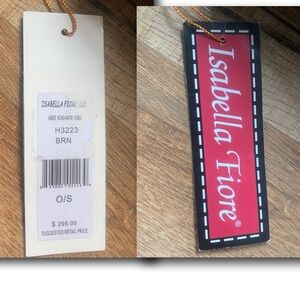 ISABELLA FIORE, LLC
H3223
BRN
O/S
$ 295.00
SUGGESTED RETAIL PRICE
Isabella Fiore®